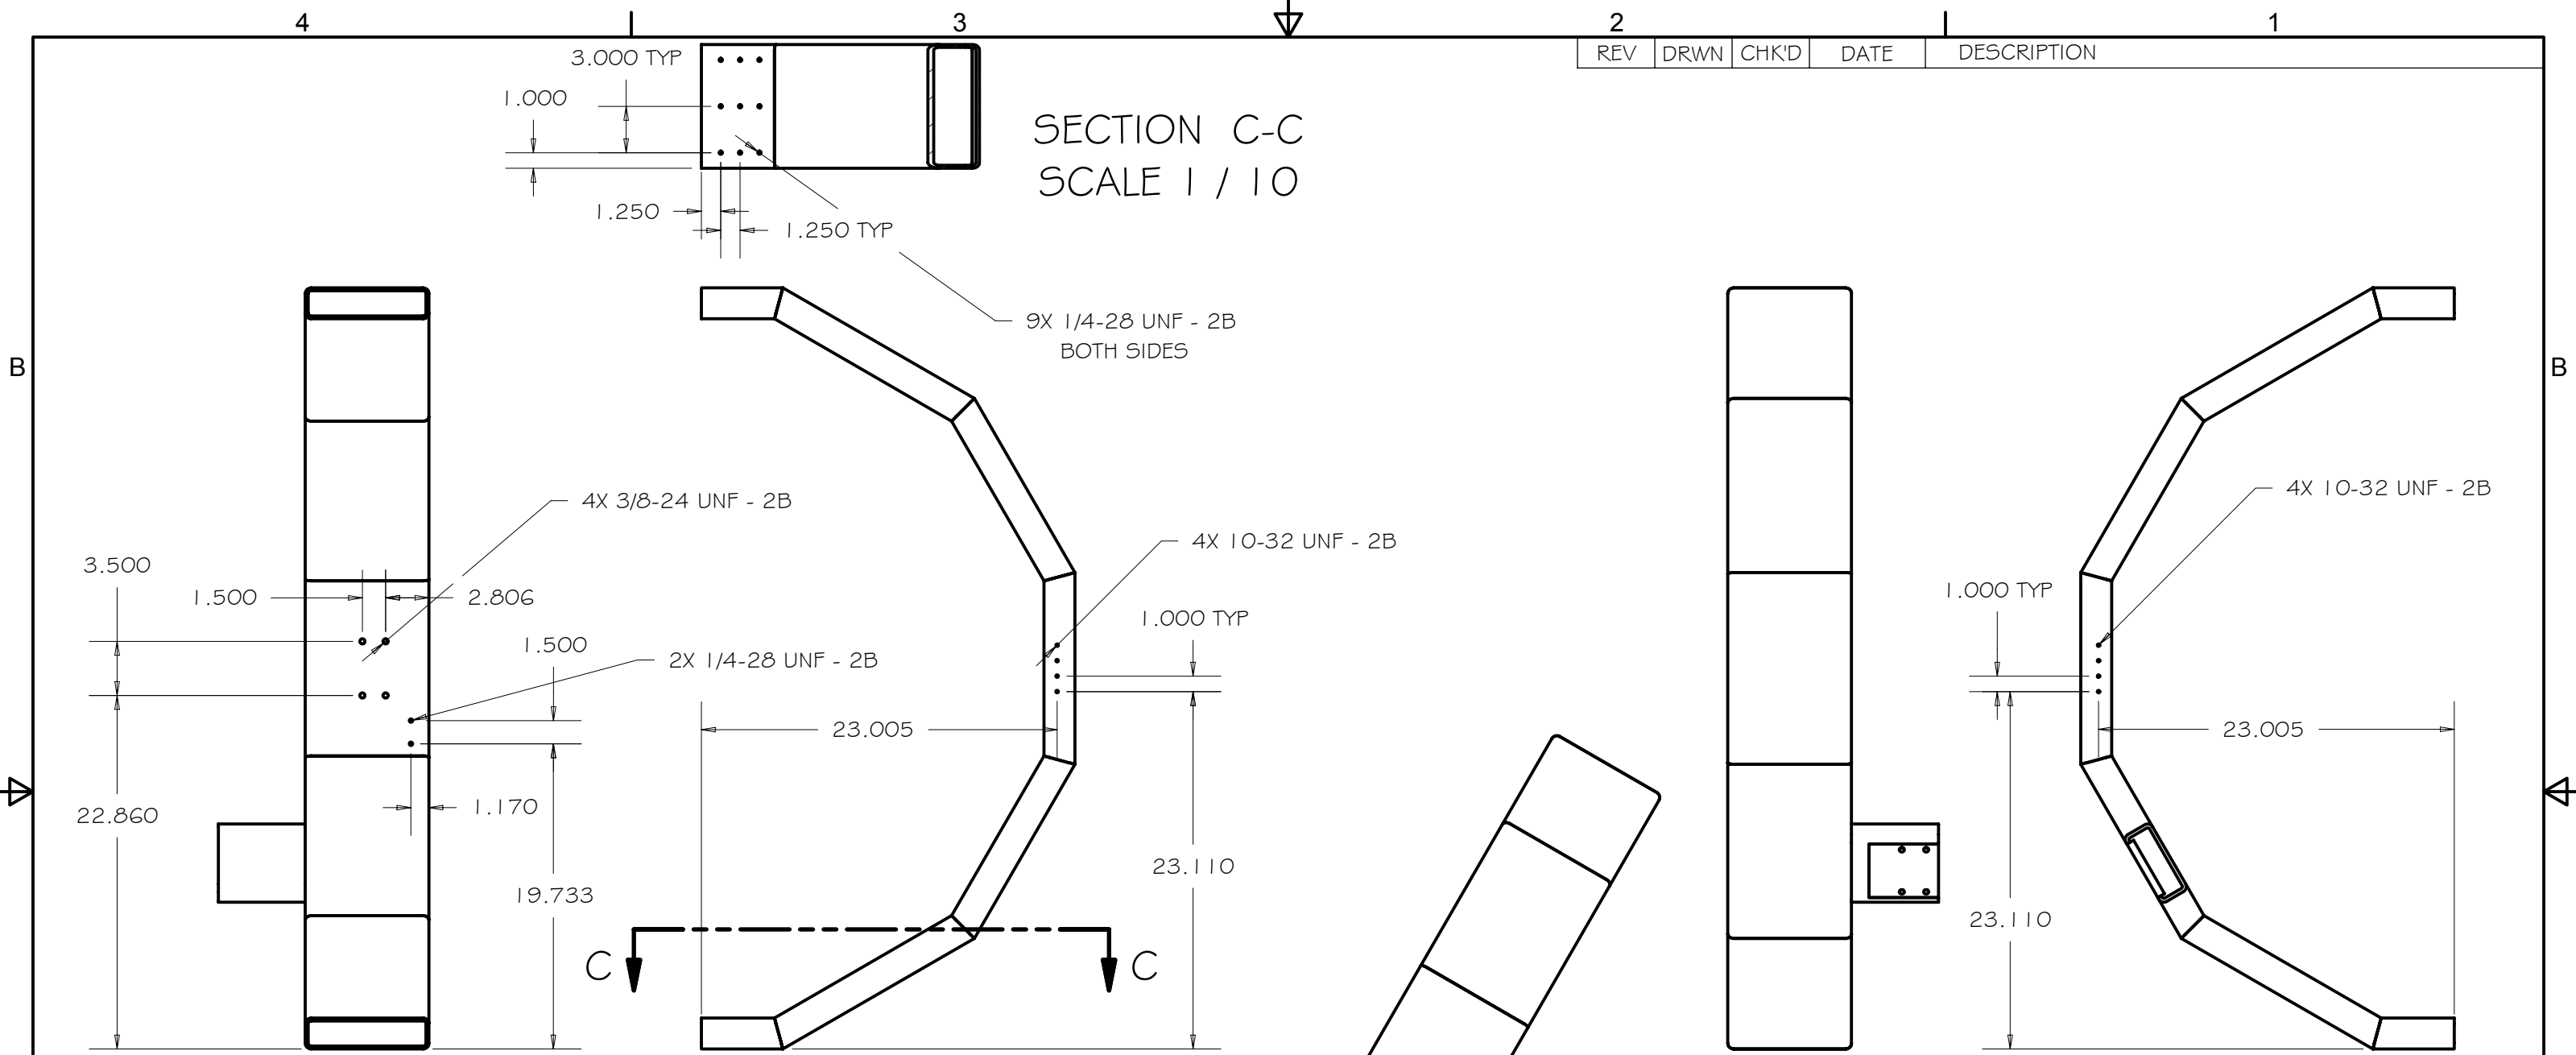 4
3
2
1
REV DRWN CHK'D DATE DESCRIPTION
3.000 TYP
1.000
SECTION C-C
SCALE 1 / 10
1.250
1.250 TYP
9X 1/4-28 UNF - 2B
BOTH SIDES
B
B
4X 3/8-24 UNF - 2B
4X 10-32 UNF - 2B
4X 10-32 UNF - 2B
3.500
1.500
2.806
1.500
2X 1/4-28 UNF - 2B
1.000 TYP
1.000 TYP
23.005
23.005
22.860
1.170
19.733
23.110
23.110
C
C